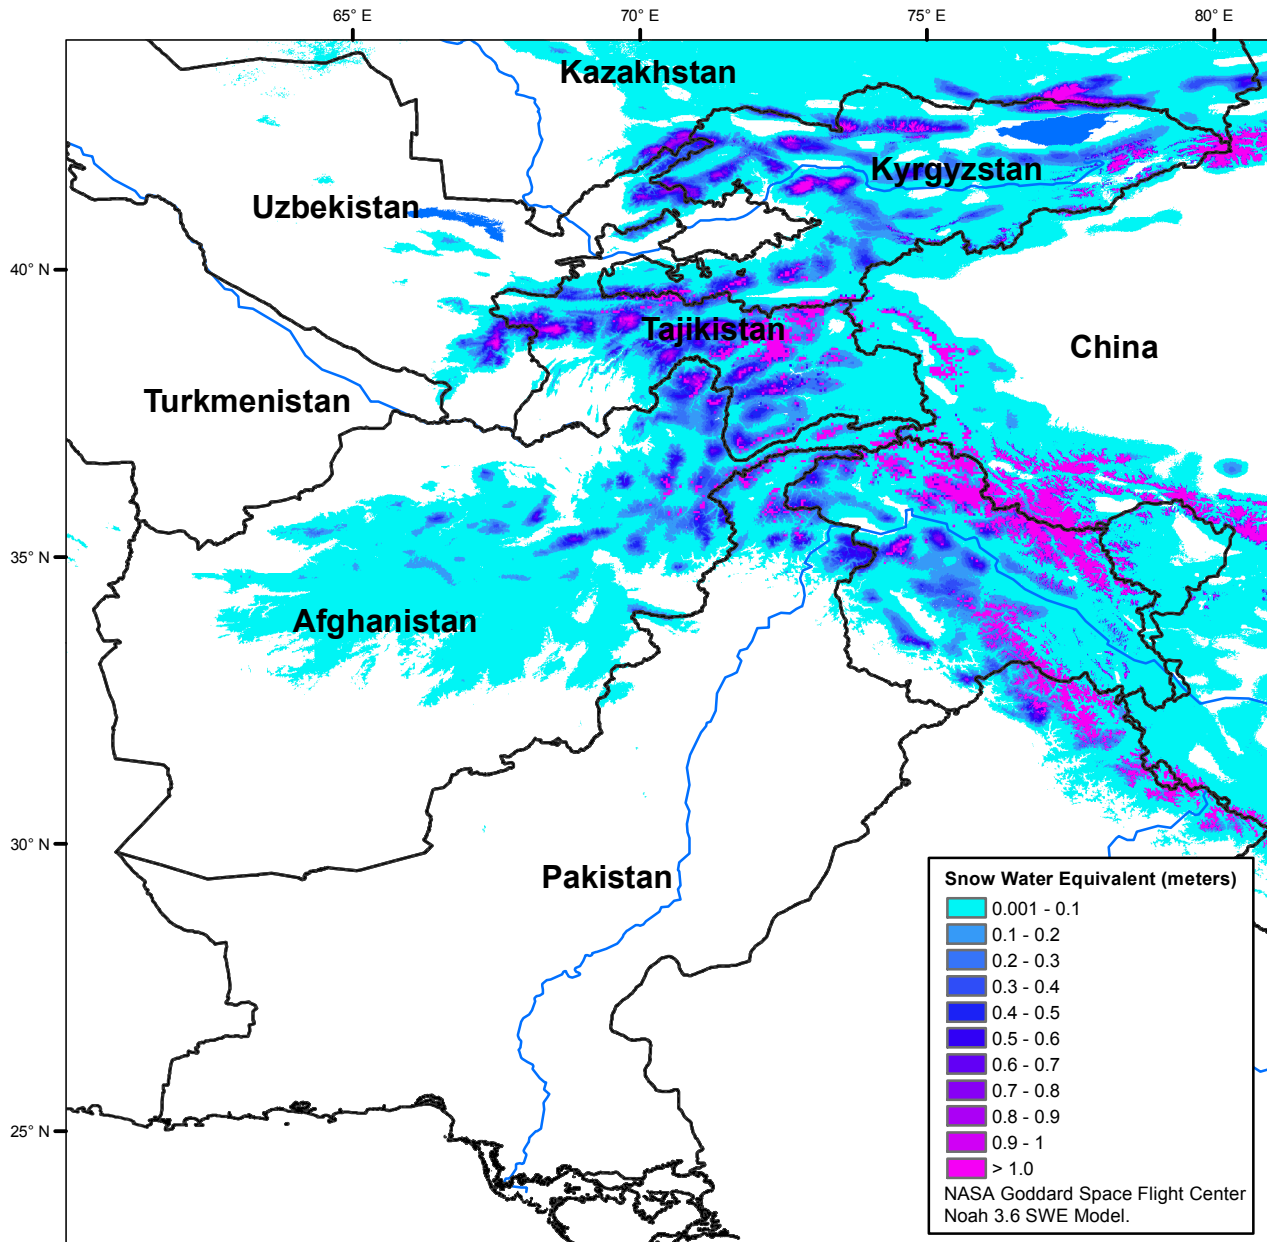 65° E
70° E
75° E
80° E
Kazakhstan
Kyrgyzstan
Uzbekistan
40° N
Tajikistan
China
Turkmenistan
35° N
Afghanistan
30° N
Pakistan
25° N
Snow Water Equivalent (meters)
0.001 - 0.1
0.1 - 0.2
0.2 - 0.3
0.3 - 0.4
0.4 - 0.5
0.5 - 0.6
0.6 - 0.7
0.7 - 0.8
0.8 - 0.9
0.9 - 1
> 1.0
NASA Goddard Space Flight Center
Noah 3.6 SWE Model.